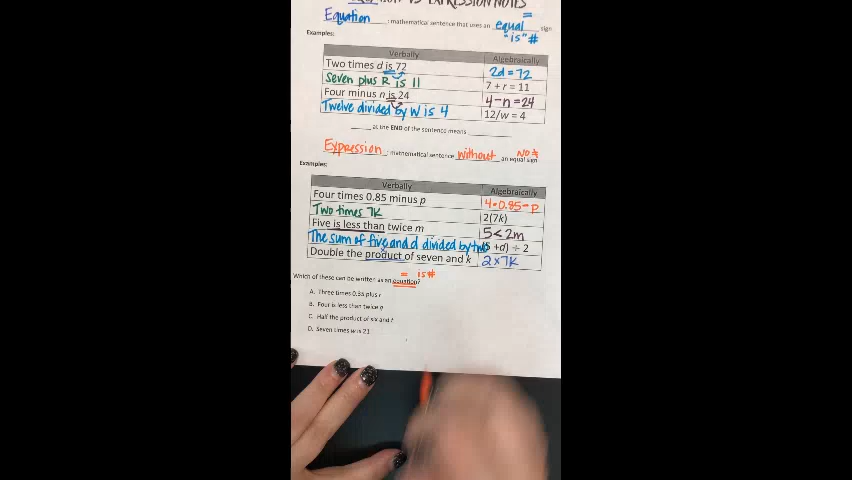 VS EXPRESSION NOTES
Equation : mathematical sentence that uses an equal sign
=
"is" #
Examples:
Verbally Algebraically
Two times d is 72 2d = 72
Seven plus R is 11 7 + r = 11
Four minus n is 24 4 - n = 24
Twelve divided by W is 4 12/w = 4
______ at the END of the sentence means ______
Expression : mathematical sentence without an equal sign
NO ≠
Examples:
Verbally Algebraically
Four times 0.85 minus p 4 • 0.85 - p
Two times 7K 2(7k)
Five is less than twice m 5 < 2m
The sum of five and d divided by two (5 + d) ÷ 2
Double the product of seven and k 2 x 7K
= is #
Which of these can be written as an equation?
A. Three times 0.35 plus r
B. Four is less than twice g
C. Half the product of six and t
D. Seven times w is 21